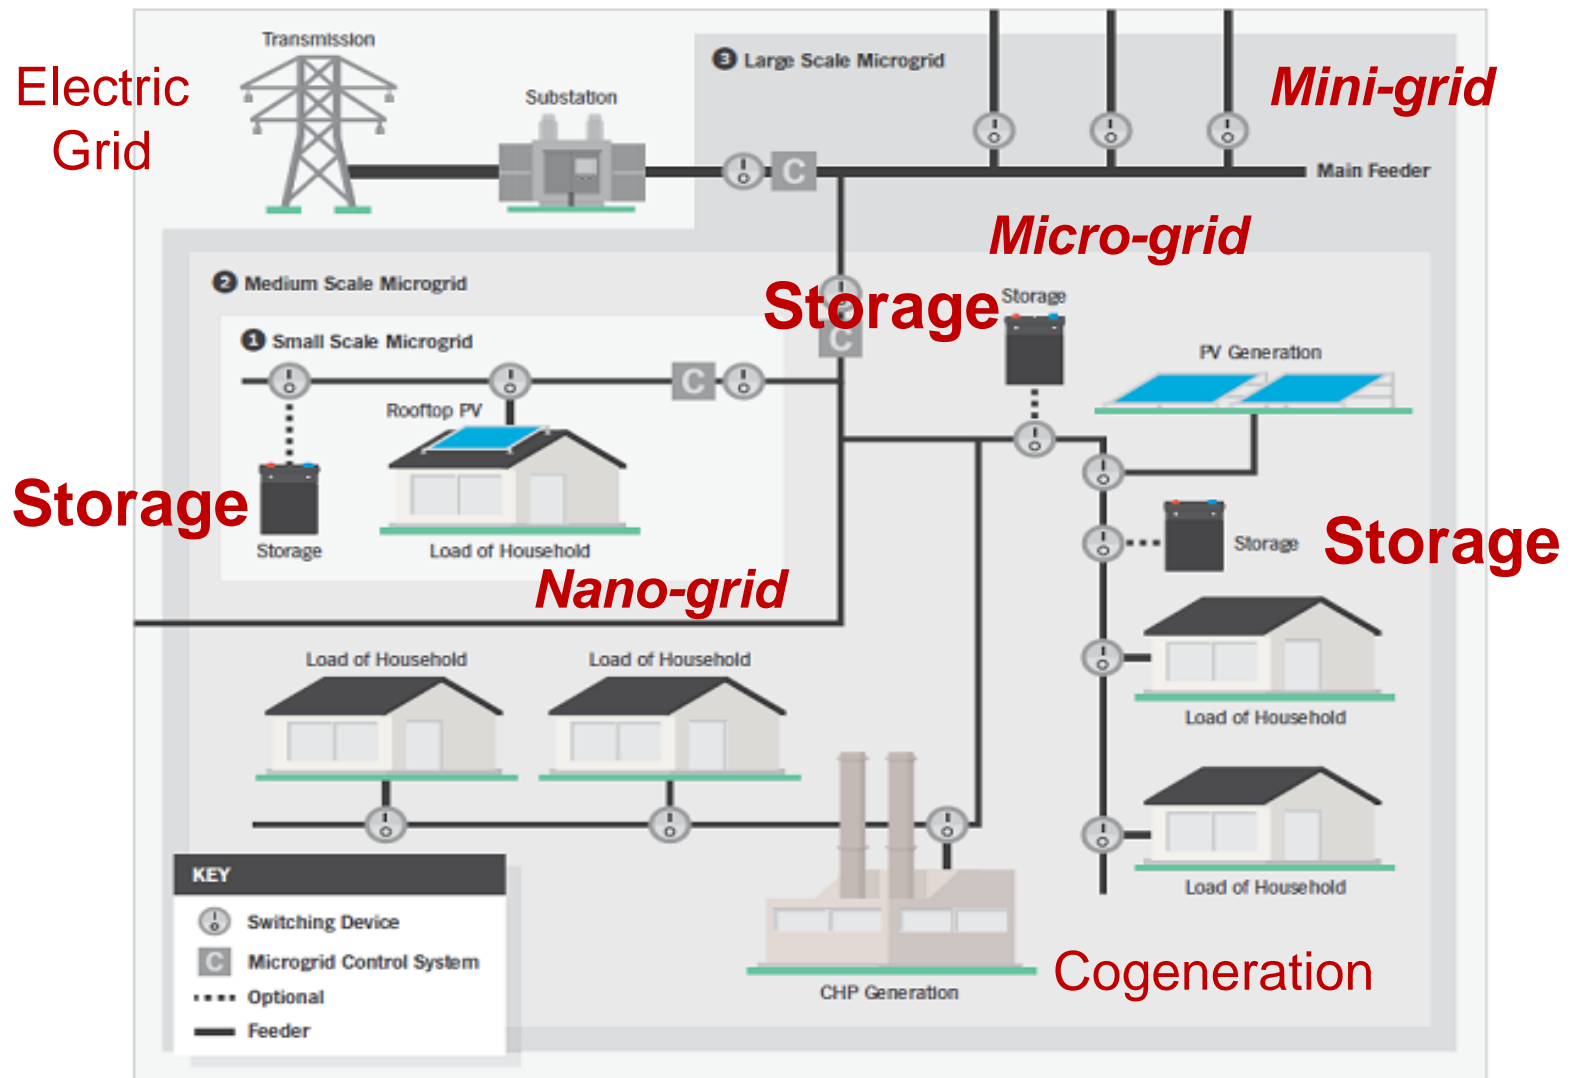 Transmission
Electric
Grid
Substation
3 Large Scale Microgrid
Mini-grid
C
Main Feeder
Micro-grid
2 Medium Scale Microgrid
Storage
Storage
C
1 Small Scale Microgrid
C
PV Generation
Rooftop PV
Storage
Storage
Load of Household
Storage
Storage
Nano-grid
Load of Household
Load of Household
Load of Household
Load of Household
KEY
Switching Device
C Microgrid Control System
Optional
Feeder
CHP Generation
Cogeneration